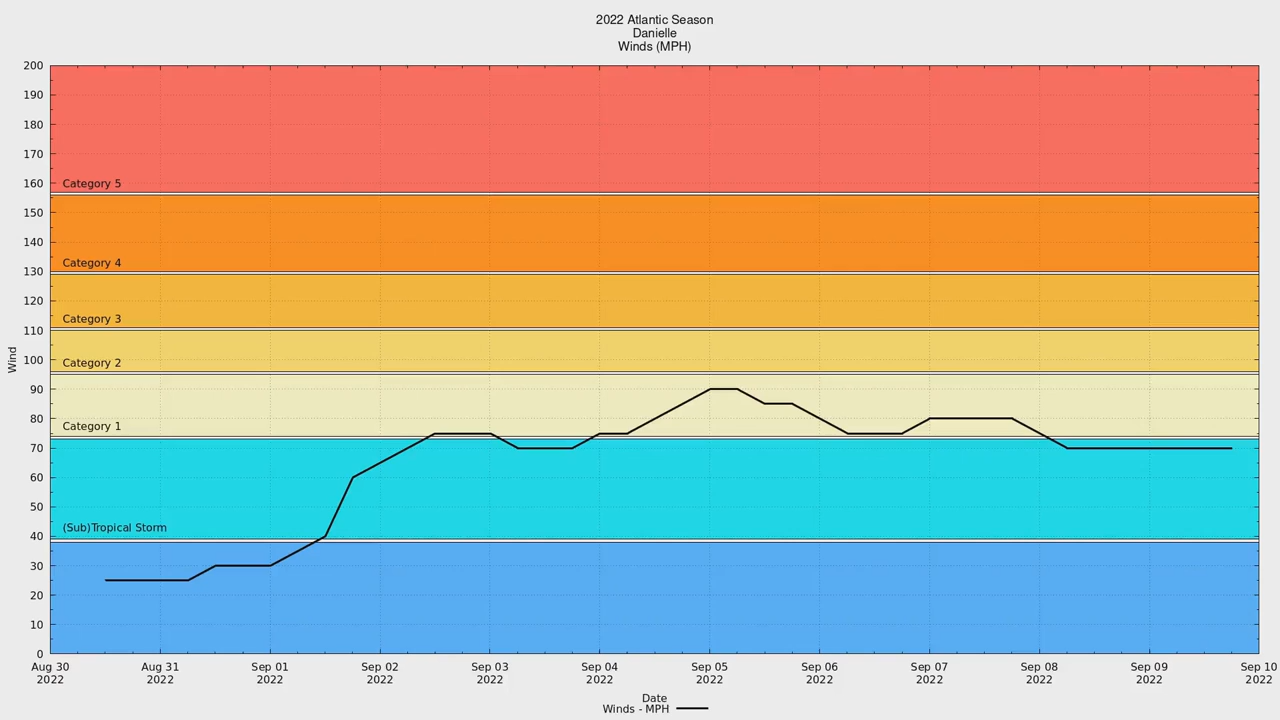 2022 Atlantic Season
Danielle
Winds (MPH)
200
190
180
170
160
150
140
130
120
110
100
90
80
70
60
50
40
30
20
10
0
Wind
Category 5
Category 4
Category 3
Category 2
Category 1
(Sub)Tropical Storm
Aug 30 Aug 31 Sep 01 Sep 02 Sep 03 Sep 04 Sep 05 Sep 06 Sep 07 Sep 08 Sep 09 Sep 10
2022 2022 2022 2022 2022 2022 2022 2022 2022 2022 2022 2022
Date
Winds - MPH